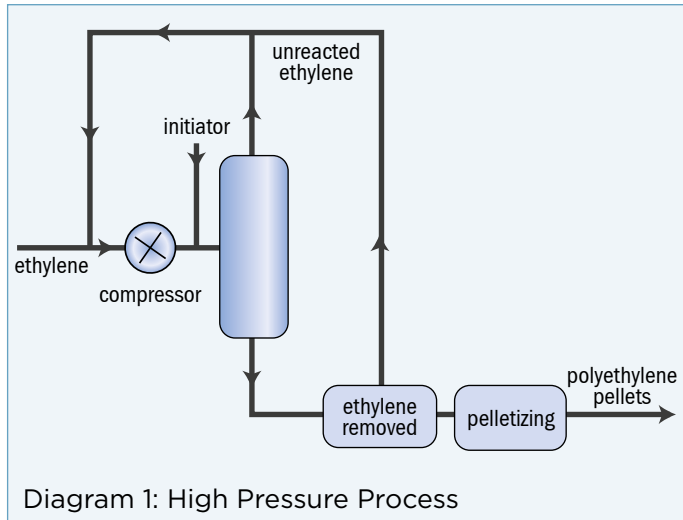 unreacted
ethylene
initiator
ethylene
compressor
polyethylene
pellets
ethylene
removed
pelletizing
Diagram 1: High Pressure Process